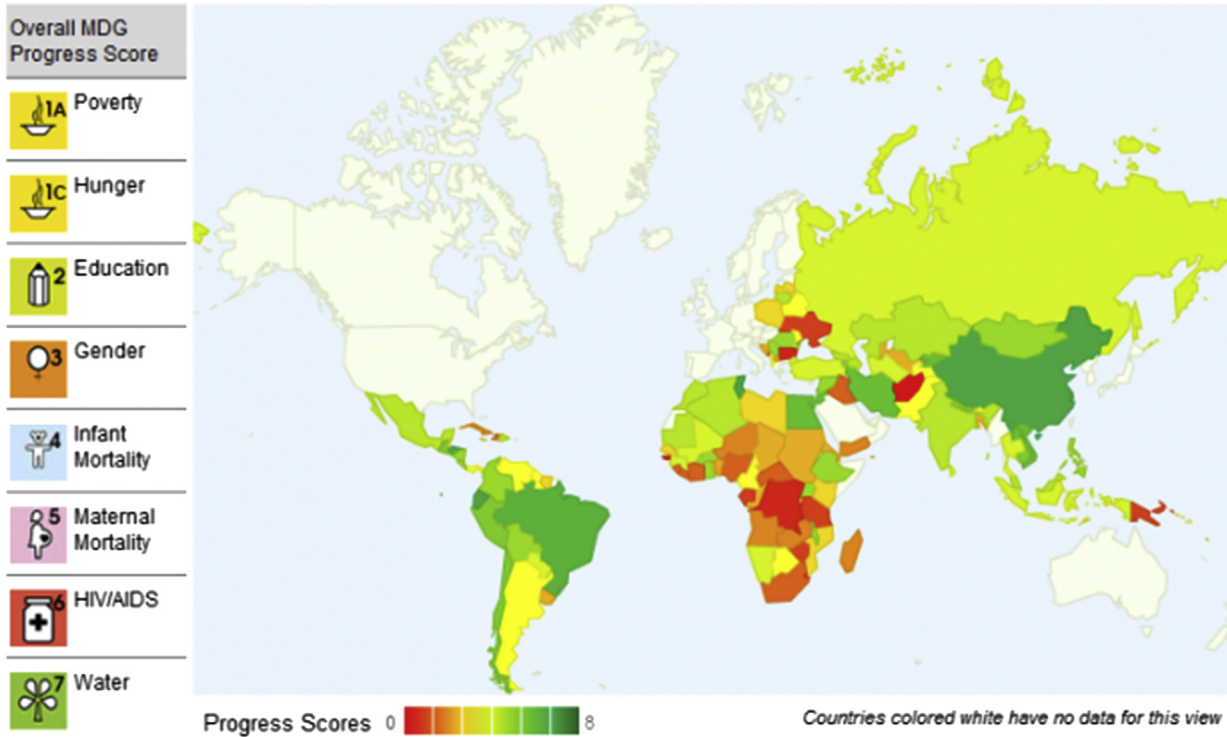 Overall MDG
Progress Score
1A
Poverty
1C
Hunger
2
Education
3
Gender
4
Infant
Mortality
5
Maternal
Mortality
6
HIV/AIDS
7
Water
Progress Scores 0 8
Countries colored white have no data for this view